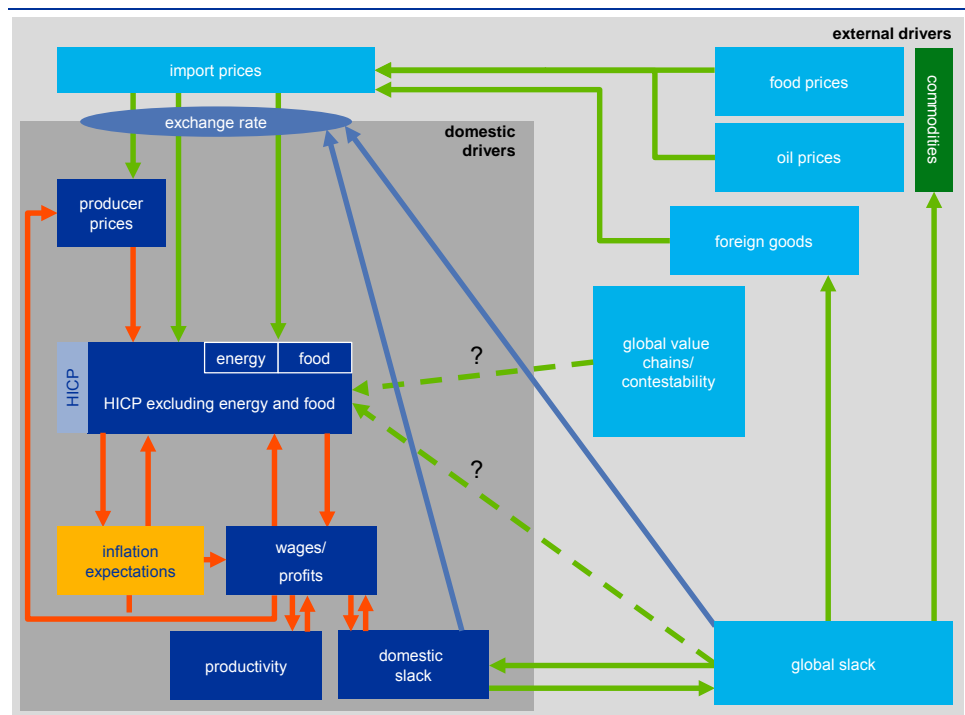 external drivers
import prices
food prices
commodities
exchange rate
domestic
drivers
oil prices
producer
prices
foreign goods
global value
chains/
contestability
?
energy
food
HICP
HICP excluding energy and food
?
inflation
expectations
wages/
profits
productivity
domestic
slack
global slack